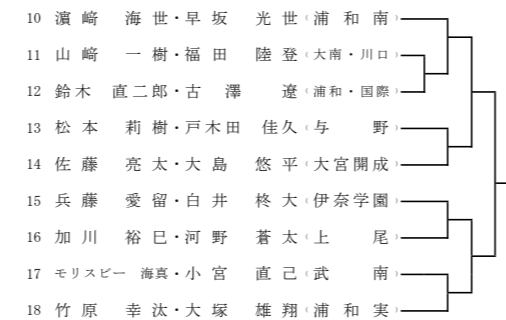 10 濵﨑 海世・早坂 光世（浦和南）
11 山﨑 一樹・福田 陸登（大南・川口）
12 鈴木 直二郎・古澤 遼（浦和・国際）
13 松本 莉樹・戸木田 佳久（与野）
14 佐藤 亮太・大島 悠平（大宮開成）
15 兵藤 愛留・白井 柊大（伊奈学園）
16 加川 裕巳・河野 蒼太（上尾）
17 モリスビー 海真・小宮 直己（武南）
18 竹原 幸汰・大塚 雄翔（浦和実）